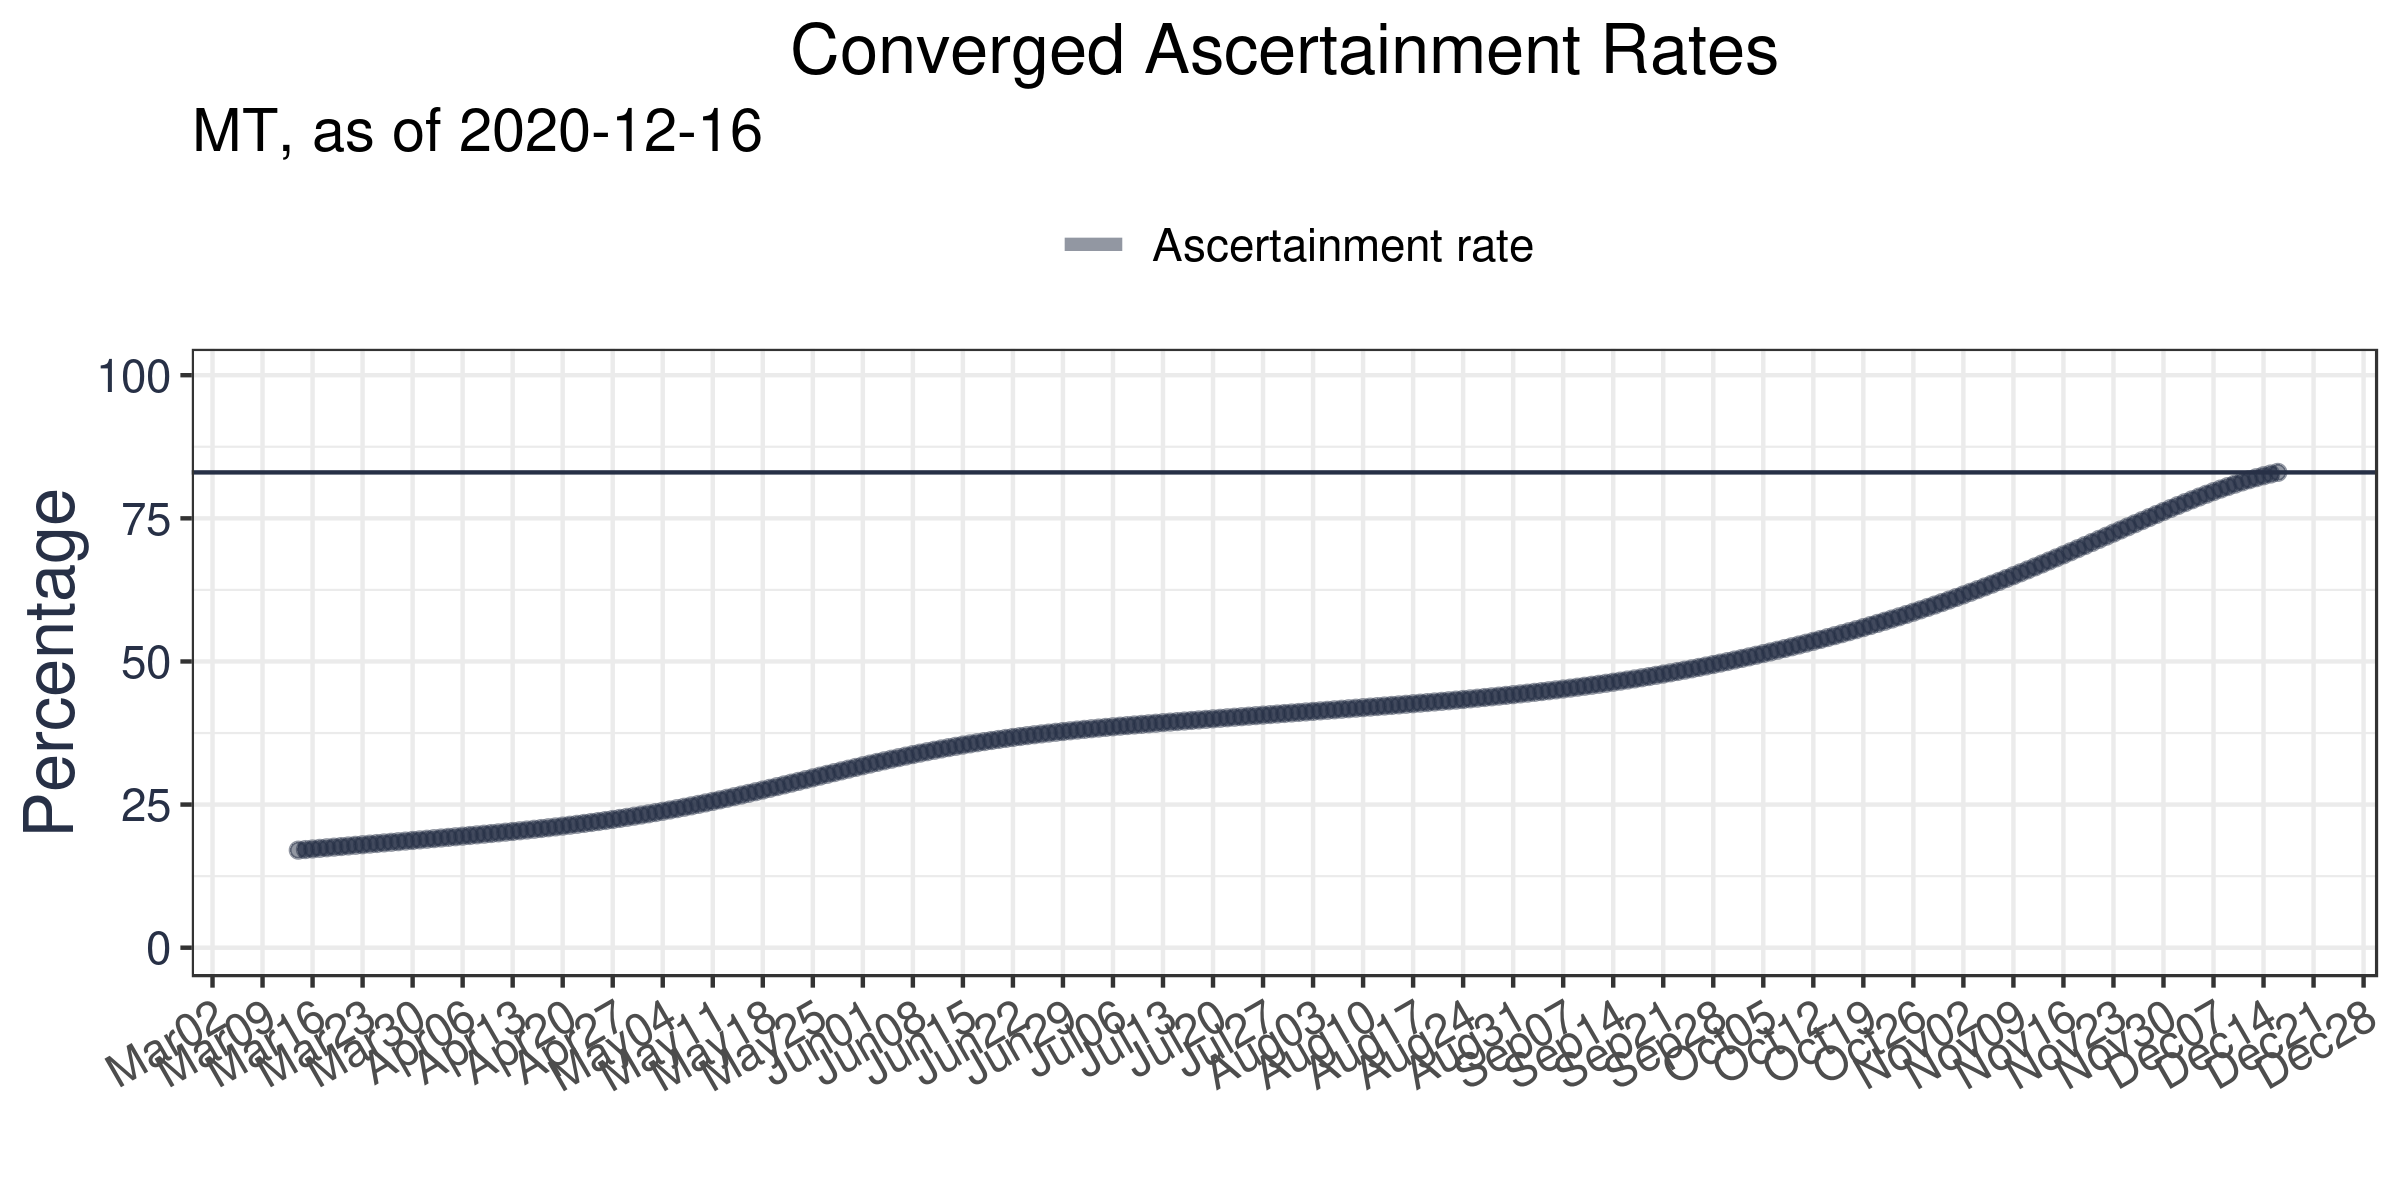 Converged Ascertainment Rates
MT, as of 2020-12-16
Ascertainment rate
Percentage
100
75
50
25
0
Mar02
Mar09
Mar16
Mar23
Mar30
Apr06
Apr13
Apr20
Apr27
May04
May11
May18
May25
Jun01
Jun08
Jun15
Jun22
Jun29
Jul06
Jul13
Jul20
Jul27
Aug03
Aug10
Aug17
Aug24
Aug31
Sep07
Sep14
Sep21
Sep28
Oct05
Oct12
Oct19
Oct26
Nov02
Nov09
Nov16
Nov23
Nov30
Dec07
Dec14
Dec21
Dec28